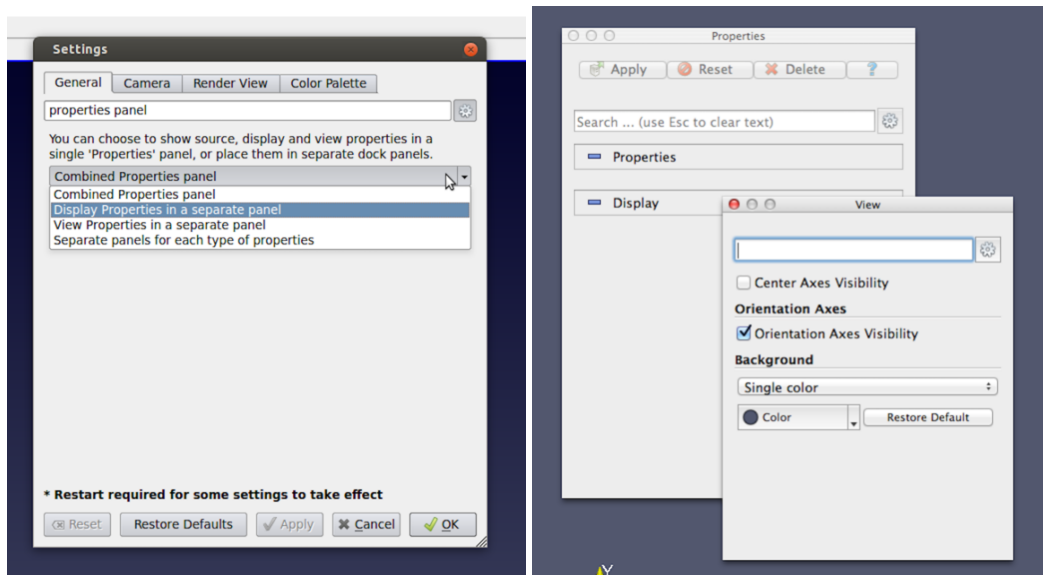 Settings
General Camera Render View Color Palette
properties panel
You can choose to show source, display and view properties in a
single 'Properties' panel, or place them in separate dock panels.
Combined Properties panel
Combined Properties panel
Display Properties in a separate panel
View Properties in a separate panel
Separate panels for each type of properties
* Restart required for some settings to take effect
Reset Restore Defaults Apply Cancel OK
Properties
Apply Reset Delete ?
Search ... (use Esc to clear text)
Properties
Display
View
Center Axes Visibility
Orientation Axes
Orientation Axes Visibility
Background
Single color
Color Restore Default
Y